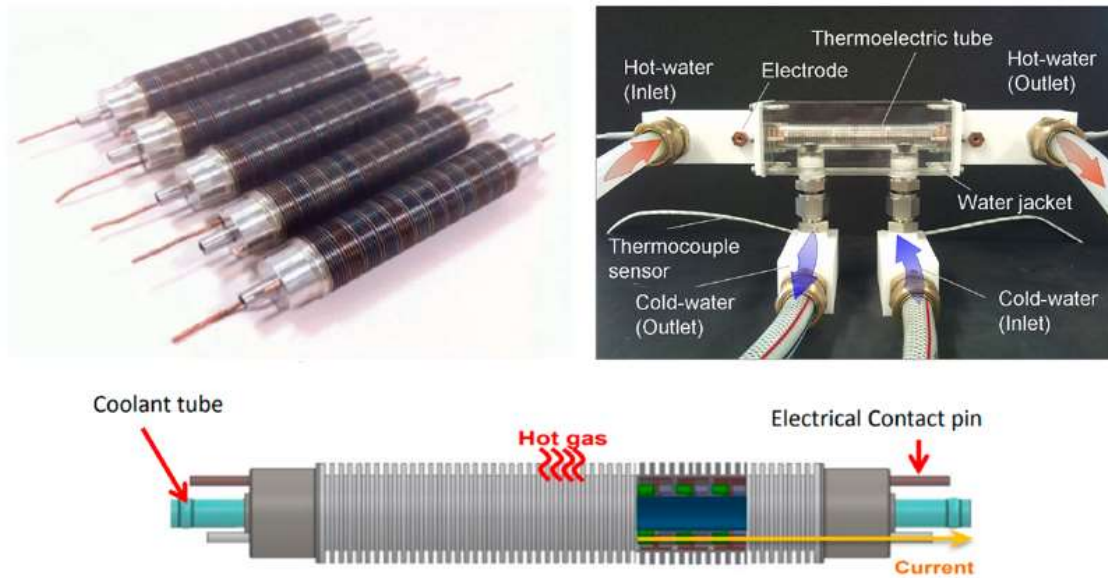 Thermoelectric tube
Hot-water
(Inlet)
Electrode
Hot-water
(Outlet)
Water jacket
Thermocouple
sensor
Cold-water
(Outlet)
Cold-water
(Inlet)
Coolant tube
Hot gas
Electrical Contact pin
Current